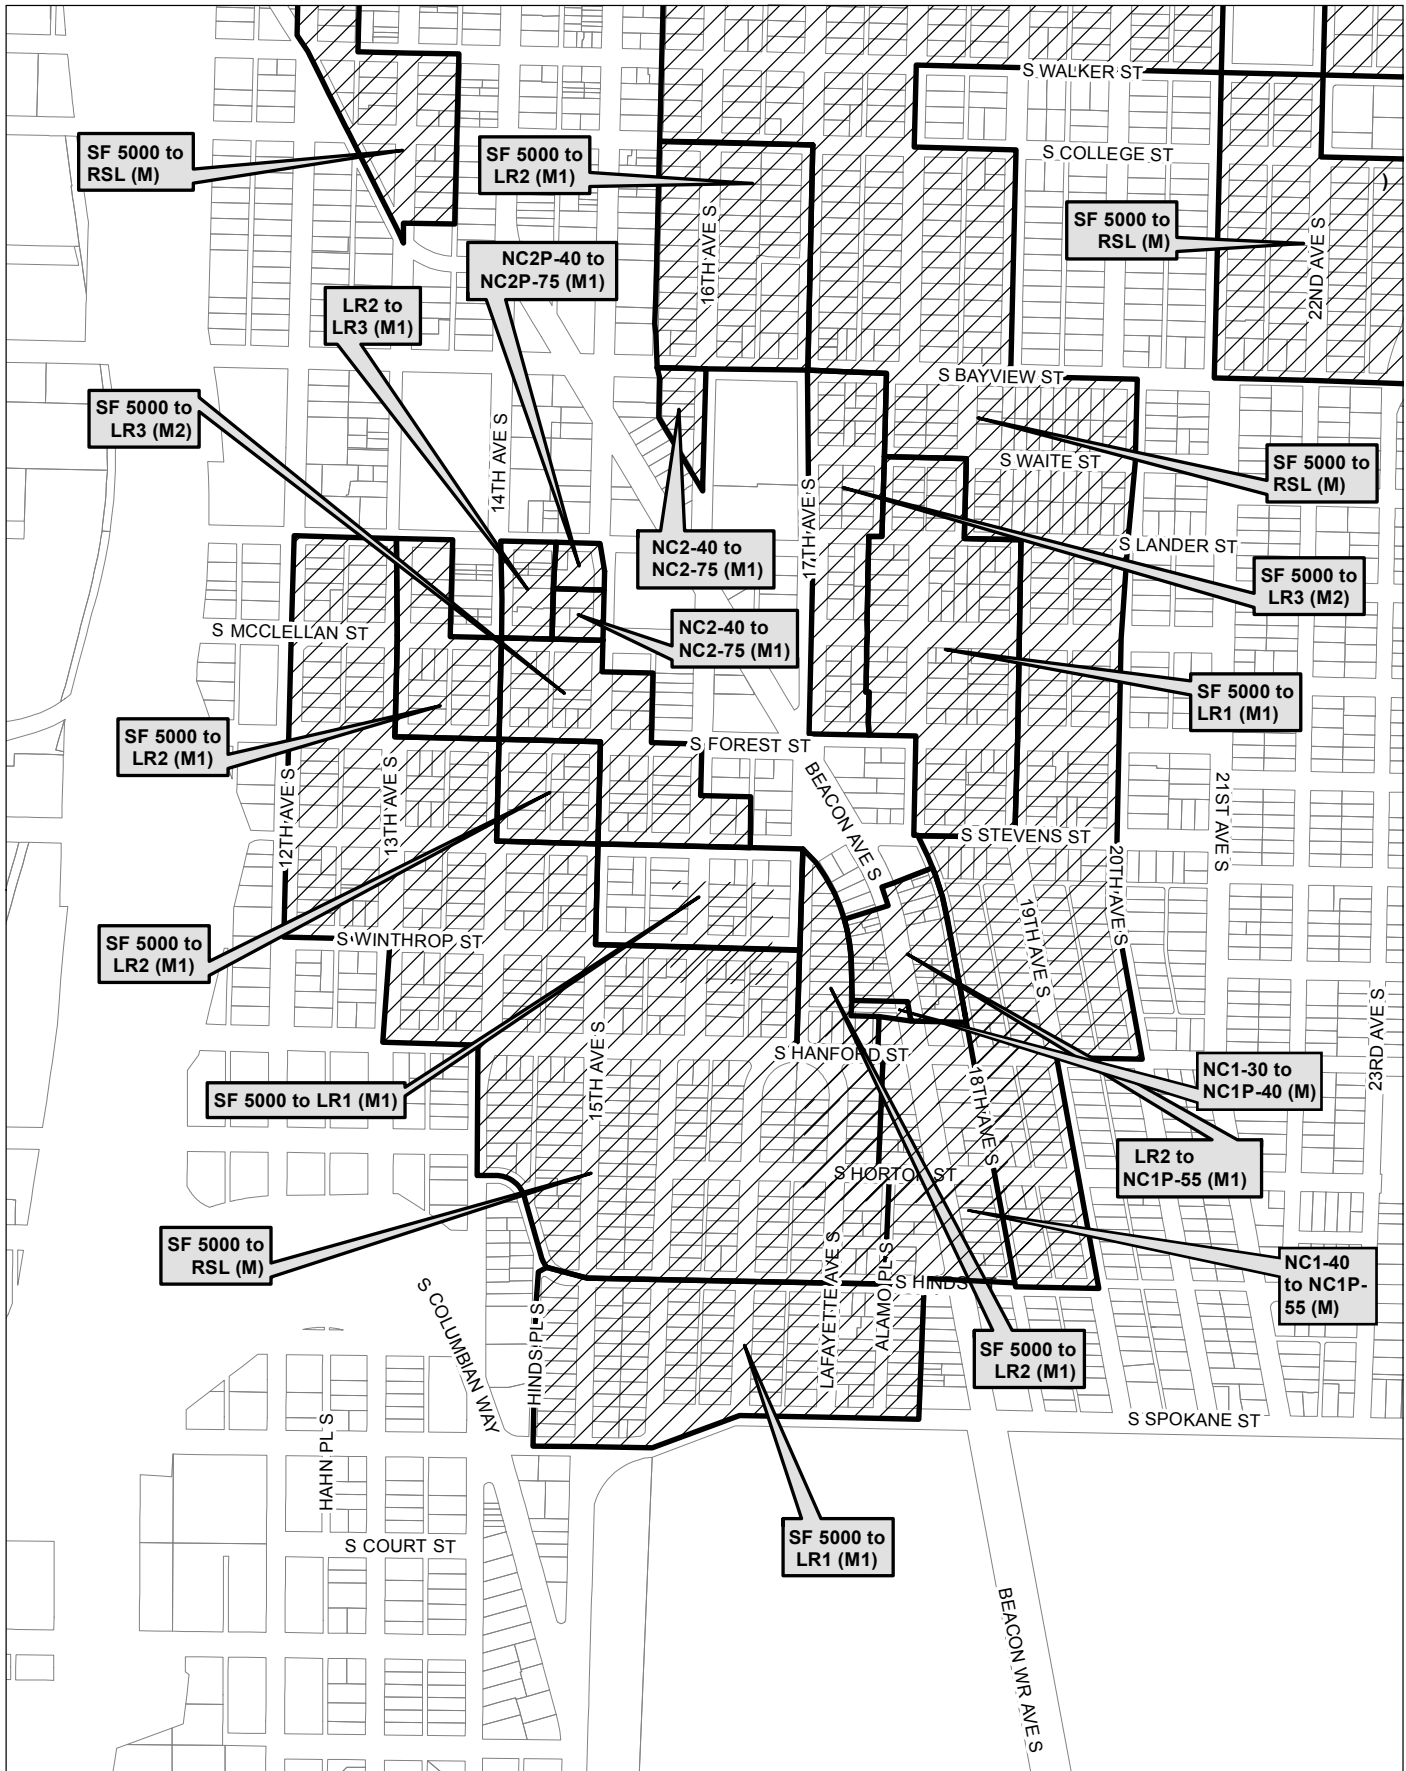 S WALKER ST
SF 5000 to
RSL (M)
SF 5000 to
LR2 (M1)
S COLLEGE ST
)
16TH AVE S
SF 5000 to
RSL (M)
22ND AVE S
NC2P-40 to
NC2P-75 (M1)
LR2 to
LR3 (M1)
SF 5000 to
LR3 (M2)
S BAYVIEW ST
14TH AVE S
S WAITE ST
SF 5000 to
RSL (M)
17TH AVE S
NC2-40 to
NC2-75 (M1)
S LANDER ST
SF 5000 to
LR3 (M2)
S MCCLELLAN ST
NC2-40 to
NC2-75 (M1)
SF 5000 to
LR1 (M1)
SF 5000 to
LR2 (M1)
S FOREST ST
12TH AVE S
13TH AVE S
BEACON AVE S
21ST AVE S
S STEVENS ST
20TH AVE S
SF 5000 to
LR2 (M1)
S WINTHROP ST
19TH AVE S
23RD AVE S
15TH AVE S
S HANFORD ST
SF 5000 to LR1 (M1)
18TH AVE S
NC1-30 to
NC1P-40 (M)
LR2 to
NC1P-55 (M1)
S HORTON ST
SF 5000 to
RSL (M)
LAFAYETTE AVE S
ALAMO PL S
S HINDS
NC1-40
to NC1P-
55 (M)
S COLUMBIAN WAY
HINDS PL S
SF 5000 to
LR2 (M1)
S SPOKANE ST
HAHN PL S
SF 5000 to
LR1 (M1)
S COURT ST
BEACON WR AVE S